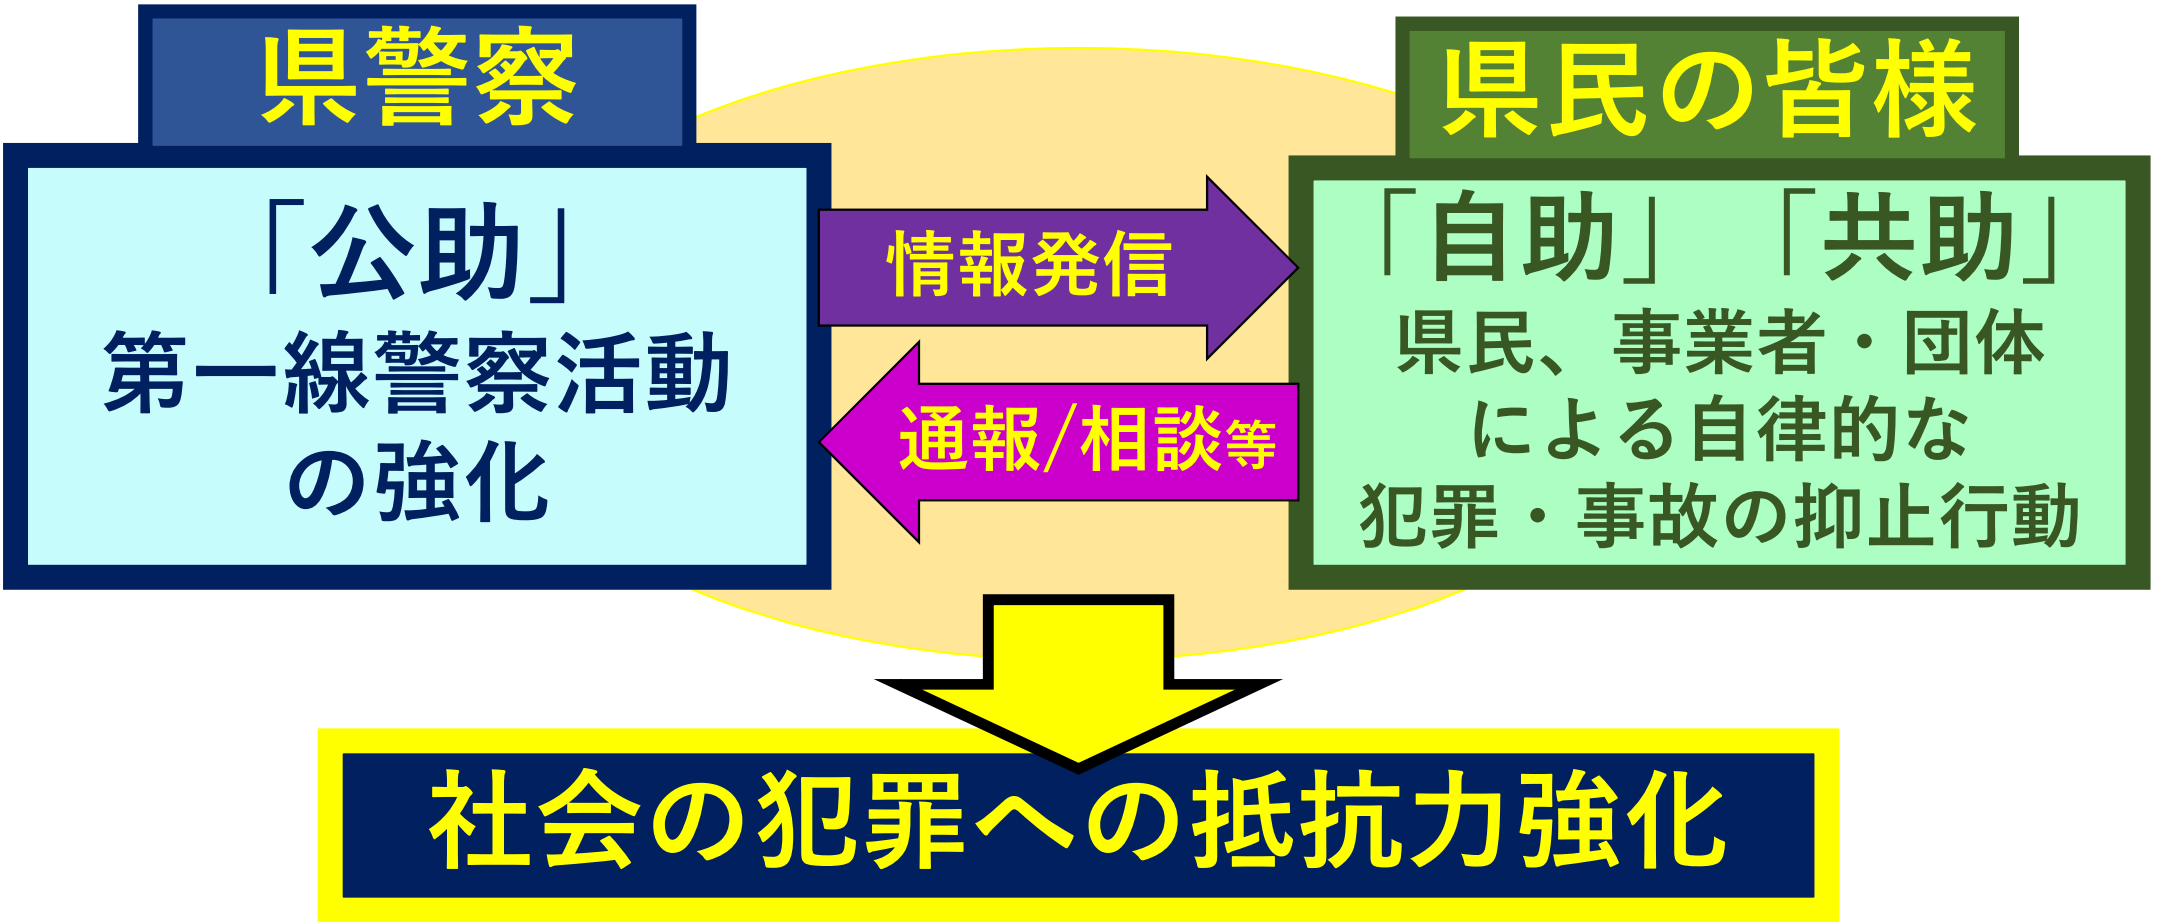 県警察
「公助」
第一線警察活動
の強化
情報発信
通報/相談等
県民の皆様
「自助」 「共助」
県民、事業者・団体
による自律的な
犯罪・事故の抑止行動
社会の犯罪への抵抗力強化